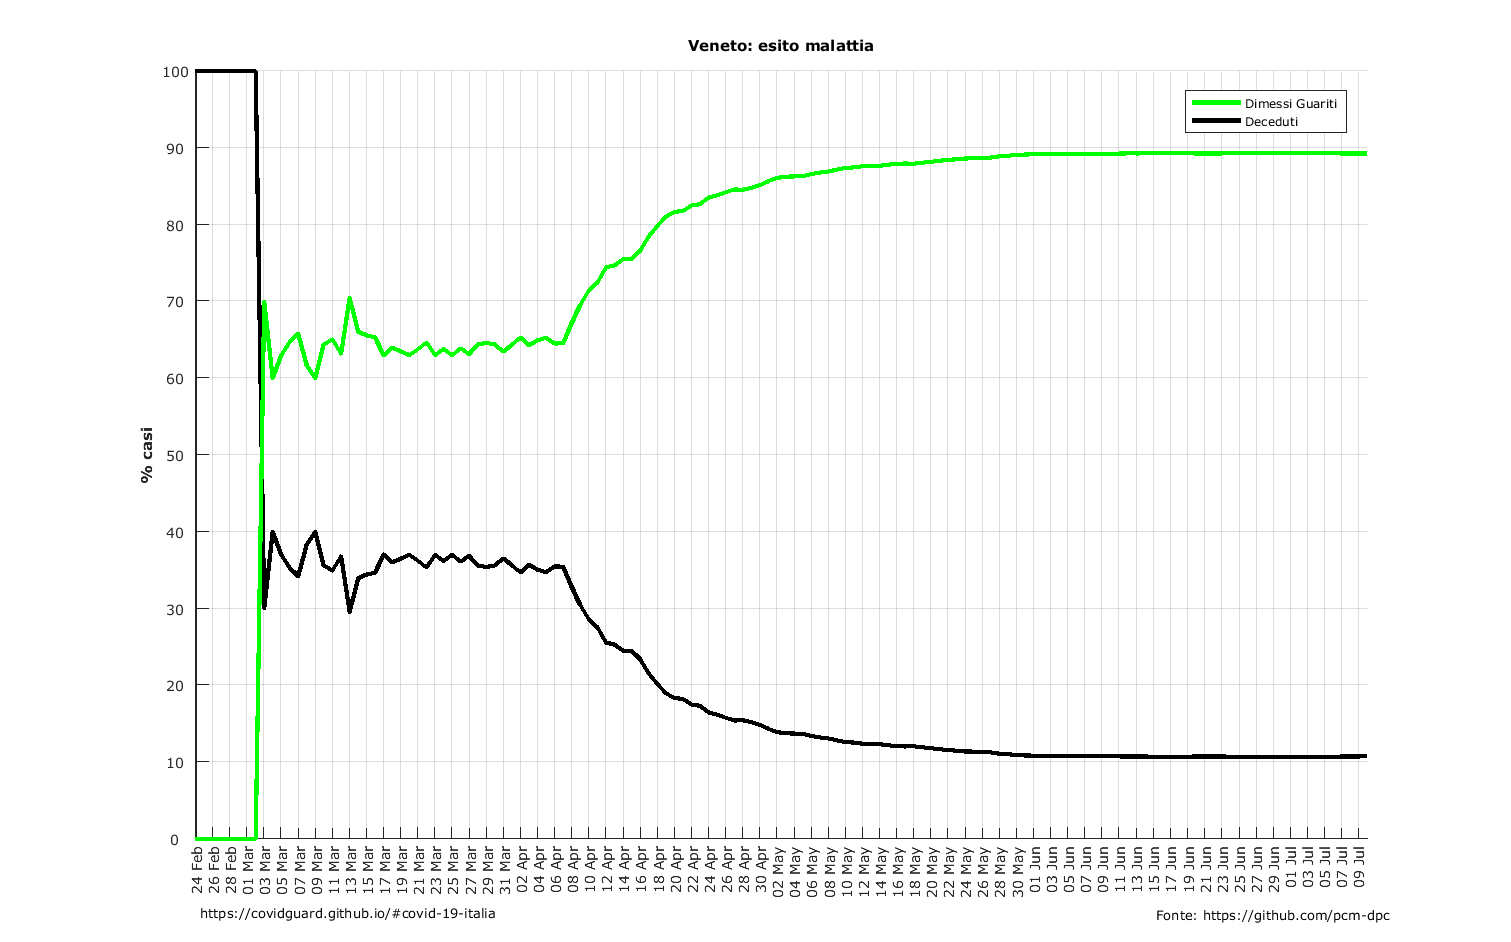 Veneto: esito malattia
Dimessi Guariti
Deceduti
% casi
100
90
80
70
60
50
40
30
20
10
0
24 Feb
26 Feb
28 Feb
01 Mar
03 Mar
05 Mar
07 Mar
09 Mar
11 Mar
13 Mar
15 Mar
17 Mar
19 Mar
21 Mar
23 Mar
25 Mar
27 Mar
29 Mar
31 Mar
02 Apr
04 Apr
06 Apr
08 Apr
10 Apr
12 Apr
14 Apr
16 Apr
18 Apr
20 Apr
22 Apr
24 Apr
26 Apr
28 Apr
30 Apr
02 May
04 May
06 May
08 May
10 May
12 May
14 May
16 May
18 May
20 May
22 May
24 May
26 May
28 May
30 May
01 Jun
03 Jun
05 Jun
07 Jun
09 Jun
11 Jun
13 Jun
15 Jun
17 Jun
19 Jun
21 Jun
23 Jun
25 Jun
27 Jun
29 Jun
01 Jul
03 Jul
05 Jul
07 Jul
09 Jul
https://covidguard.github.io/#covid-19-italia
Fonte: https://github.com/pcm-dpc